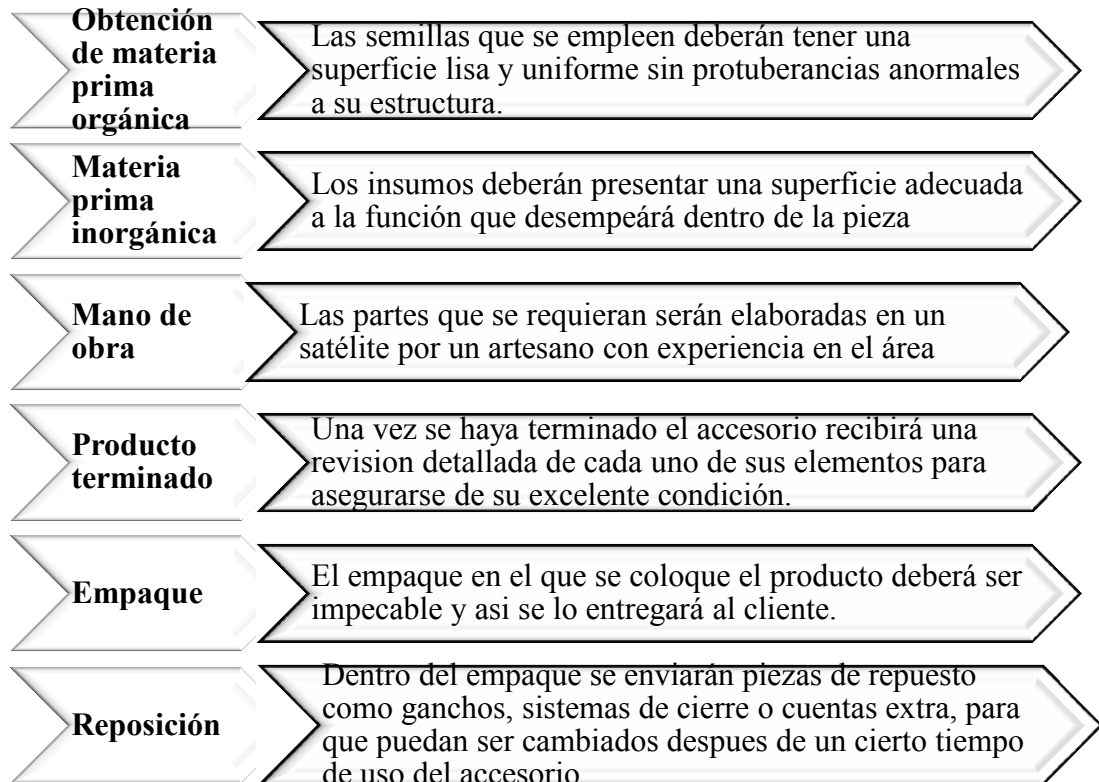 Obtención
de materia
prima
orgánica
Las semillas que se empleen deberán tener una
superficie lisa y uniforme sin protuberancias anormales
a su estructura.
Materia
prima
inorgánica
Los insumos deberán presentar una superficie adecuada
a la función que desempeárá dentro de la pieza
Mano de
obra
Las partes que se requieran serán elaboradas en un
satélite por un artesano con experiencia en el área
Producto
terminado
Una vez se haya terminado el accesorio recibirá una
revision detallada de cada uno de sus elementos para
asegurarse de su excelente condición.
Empaque
El empaque en el que se coloque el producto deberá ser
impecable y asi se lo entregará al cliente.
Reposición
Dentro del empaque se enviarán piezas de repuesto
como ganchos, sistemas de cierre o cuentas extra, para
que puedan ser cambiados despues de un cierto tiempo
de uso del accesorio